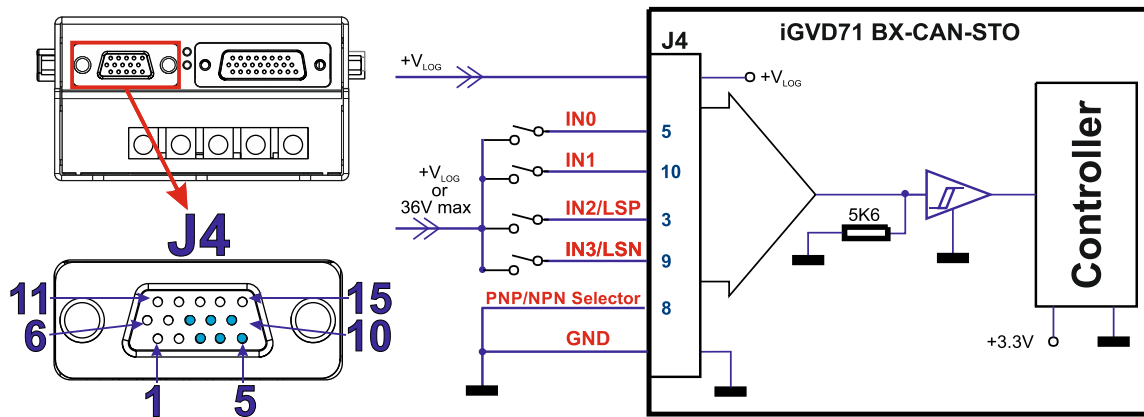 J4
11
15
6
10
1
5
iGVD71 BX-CAN-STO
J4
+VLOG
+VLOG
IN0
5
IN1
10
+VLOG
or
36V max
IN2/LSP
3
IN3/LSN
9
PNP/NPN Selector
8
GND
5K6
Controller
+3.3V